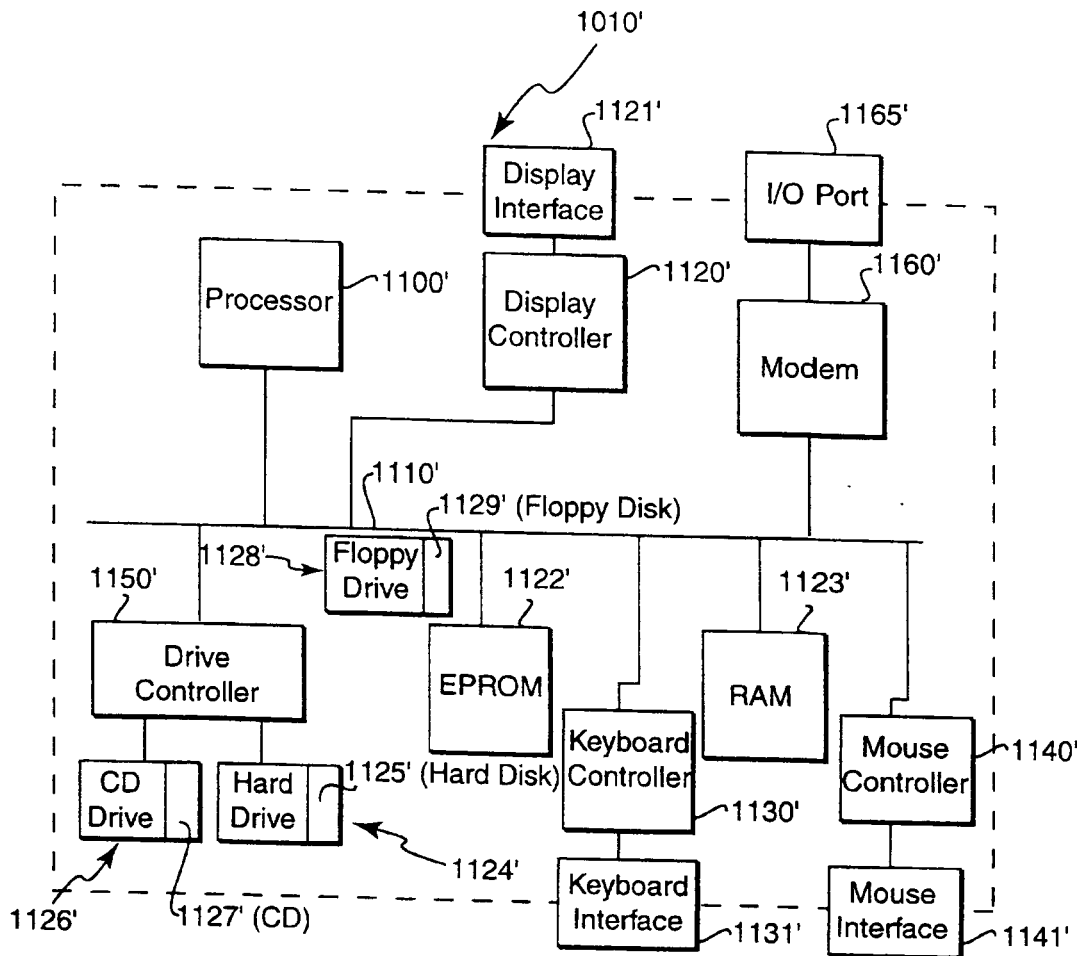 1010'
1121'
1165'
Display
Interface
I/O Port
1100'
1120'
1160'
Processor
Display
Controller
Modem
1110'
1129' (Floppy Disk)
1128'
Floppy
Drive
1150'
1122'
1123'
Drive
Controller
EPROM
RAM
Keyboard
Controller
Mouse
Controller
1140'
CD
Drive
Hard
Drive
1125' (Hard Disk)
1130'
1124'
1126'
1127' (CD)
Keyboard
Interface
1131'
Mouse
Interface
1141'